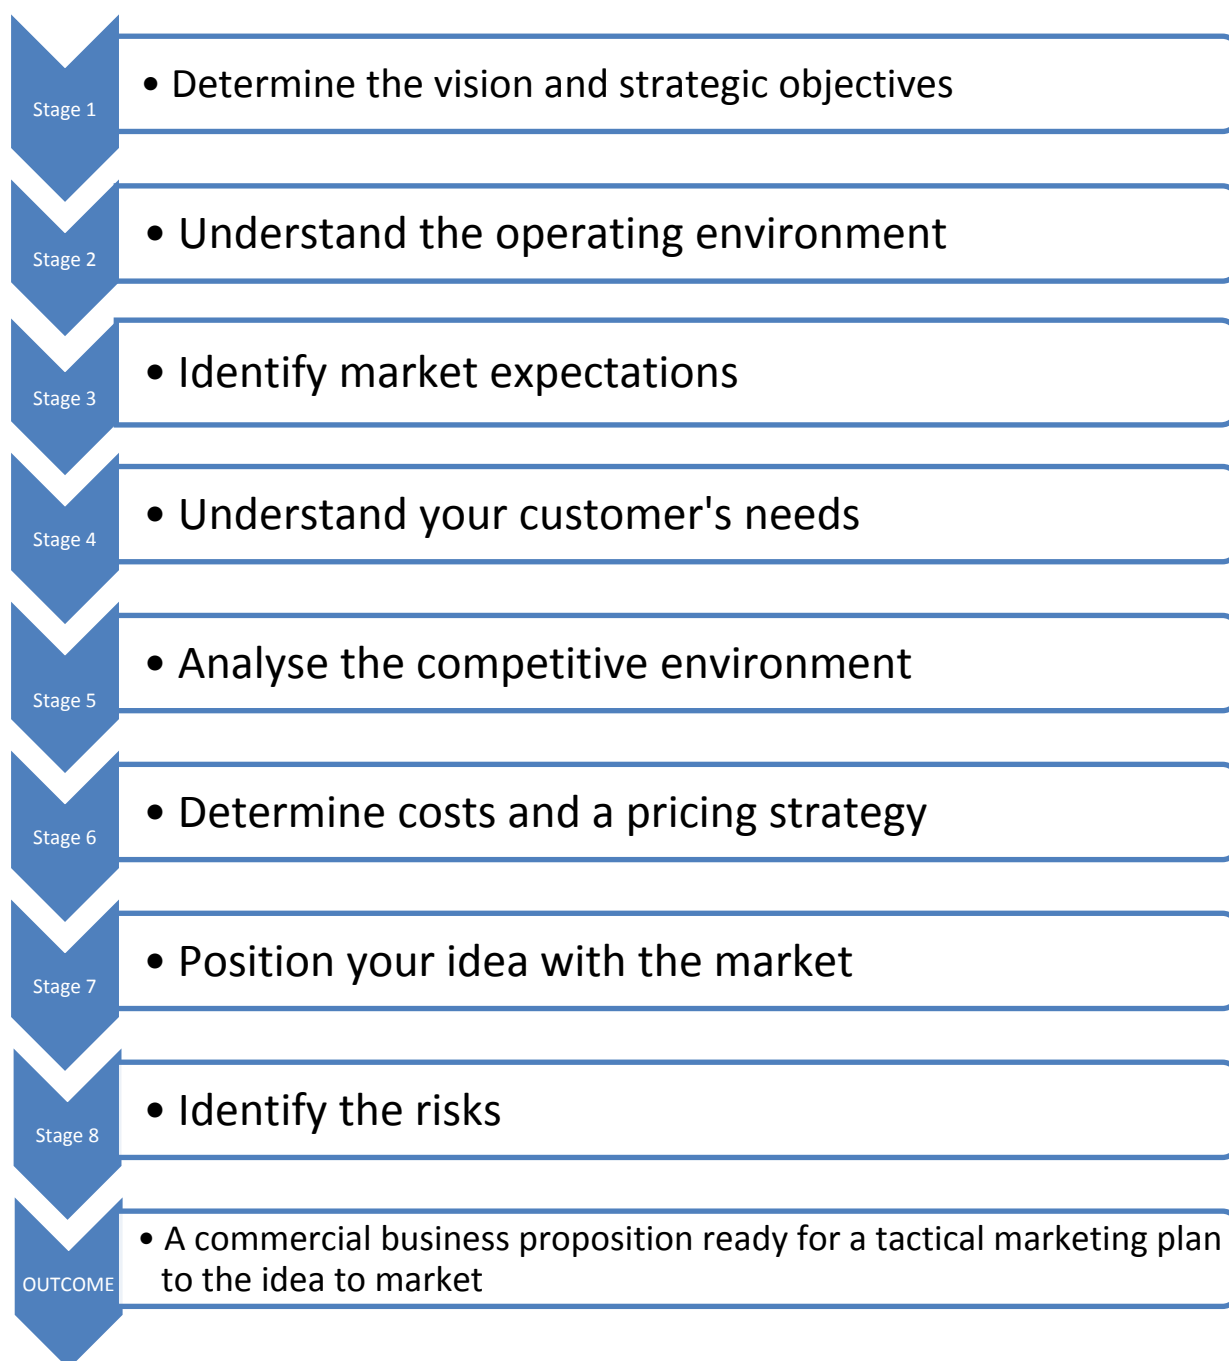 Stage 1
• Determine the vision and strategic objectives
Stage 2
• Understand the operating environment
Stage 3
• Identify market expectations
Stage 4
• Understand your customer's needs
Stage 5
• Analyse the competitive environment
Stage 6
• Determine costs and a pricing strategy
Stage 7
• Position your idea with the market
Stage 8
• Identify the risks
OUTCOME
• A commercial business proposition ready for a tactical marketing plan
to the idea to market